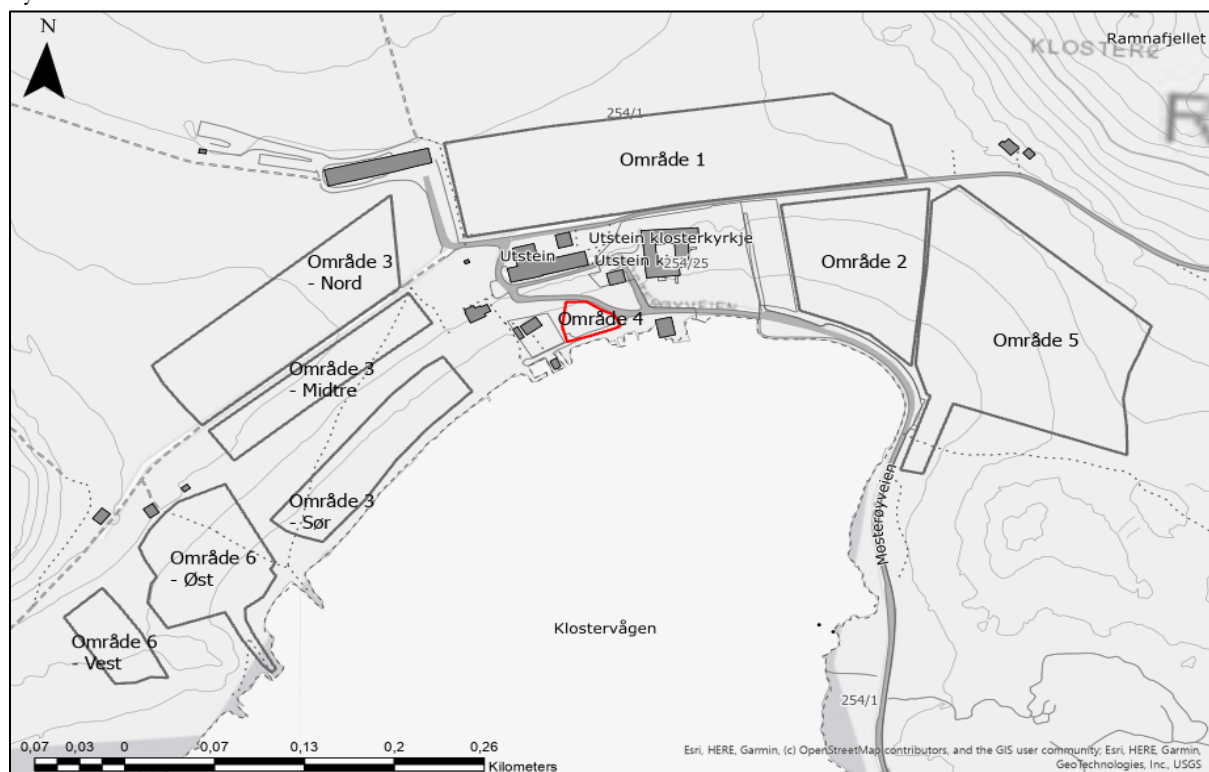 N
Ramnafjellet
KLOSTERØ
R
254/1
Område 1
Utstein klosterkyrkje
Utstein
Utstein k
254/25
Område 2
Område 3
- Nord
Område 4
Område 5
Område 3
- Midtre
Område 3
- Sør
Mosterøyveien
Område 6
- Øst
Område 6
- Vest
Klostervågen
254/1
0,07 0,03 0 0,07 0,13 0,2 0,26
Kilometers
Esri, HERE, Garmin, (c) OpenStreetMap contributors, and the GIS user community; Esri, HERE, Garmin,
GeoTechnologies, Inc., USGS